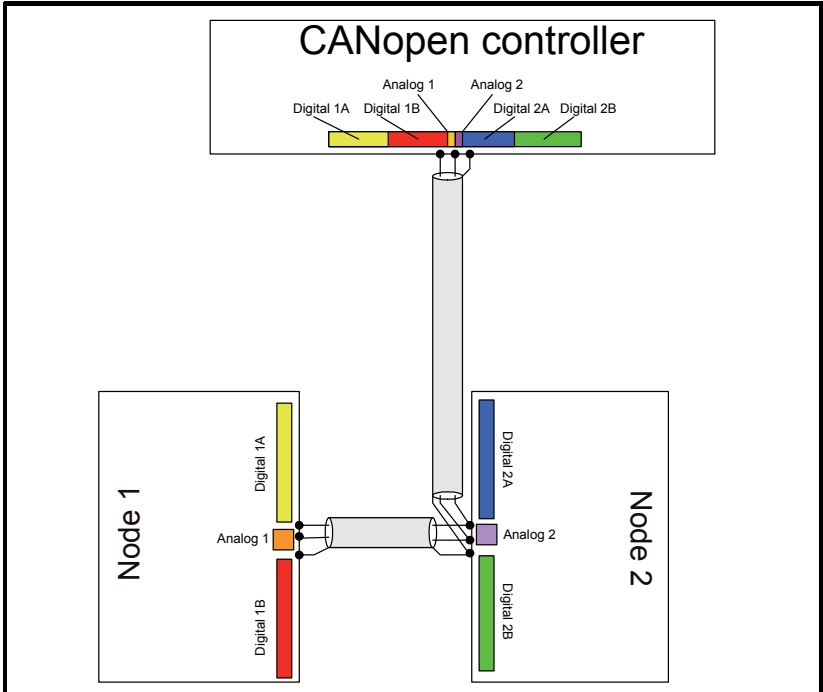 CANopen controller
Analog 1
Analog 2
Digital 1A
Digital 1B
Digital 2A
Digital 2B
Node 1
Digital 1A
Analog 1
Digital 1B
Digital 2A
Analog 2
Digital 2B
Node 2